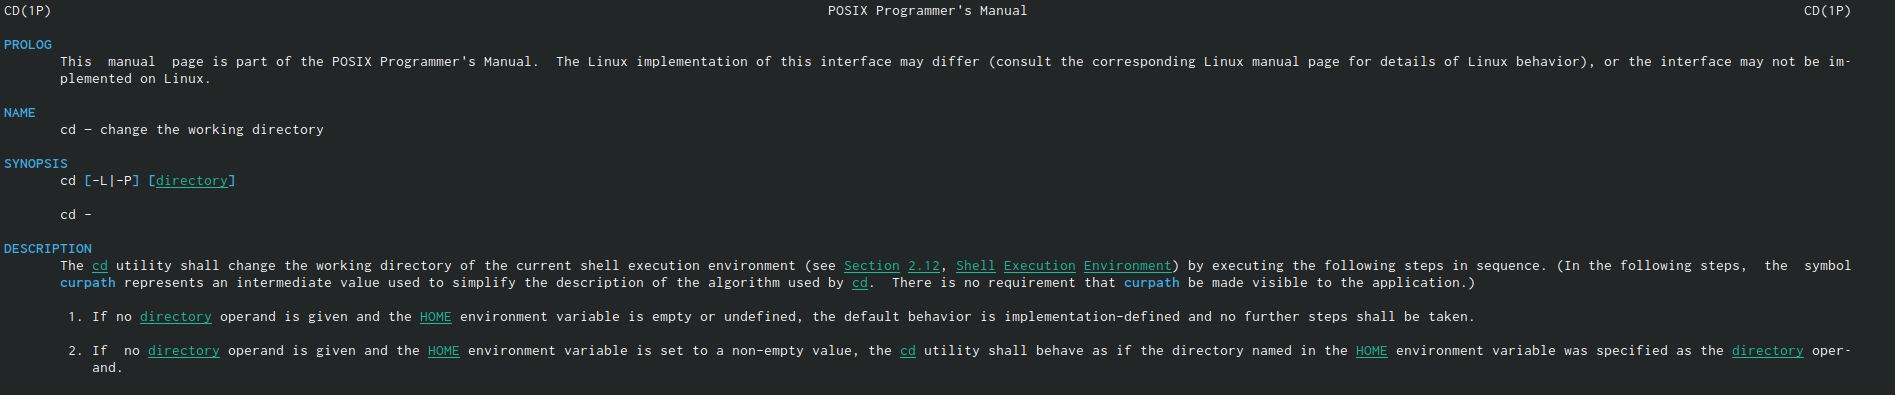 CD(1P) POSIX Programmer's Manual CD(1P)
PROLOG
This manual page is part of the POSIX Programmer's Manual. The Linux implementation of this interface may differ (consult the corresponding Linux manual page for details of Linux behavior), or the interface may not be im-
plemented on Linux.
NAME
cd - change the working directory
SYNOPSIS
cd [-L|-P] [directory]
cd -
DESCRIPTION
The cd utility shall change the working directory of the current shell execution environment (see Section 2.12, Shell Execution Environment) by executing the following steps in sequence. (In the following steps, the symbol
curpath represents an intermediate value used to simplify the description of the algorithm used by cd. There is no requirement that curpath be made visible to the application.)
1. If no directory operand is given and the HOME environment variable is empty or undefined, the default behavior is implementation-defined and no further steps shall be taken.
2. If no directory operand is given and the HOME environment variable is set to a non-empty value, the cd utility shall behave as if the directory named in the HOME environment variable was specified as the directory oper-
and.